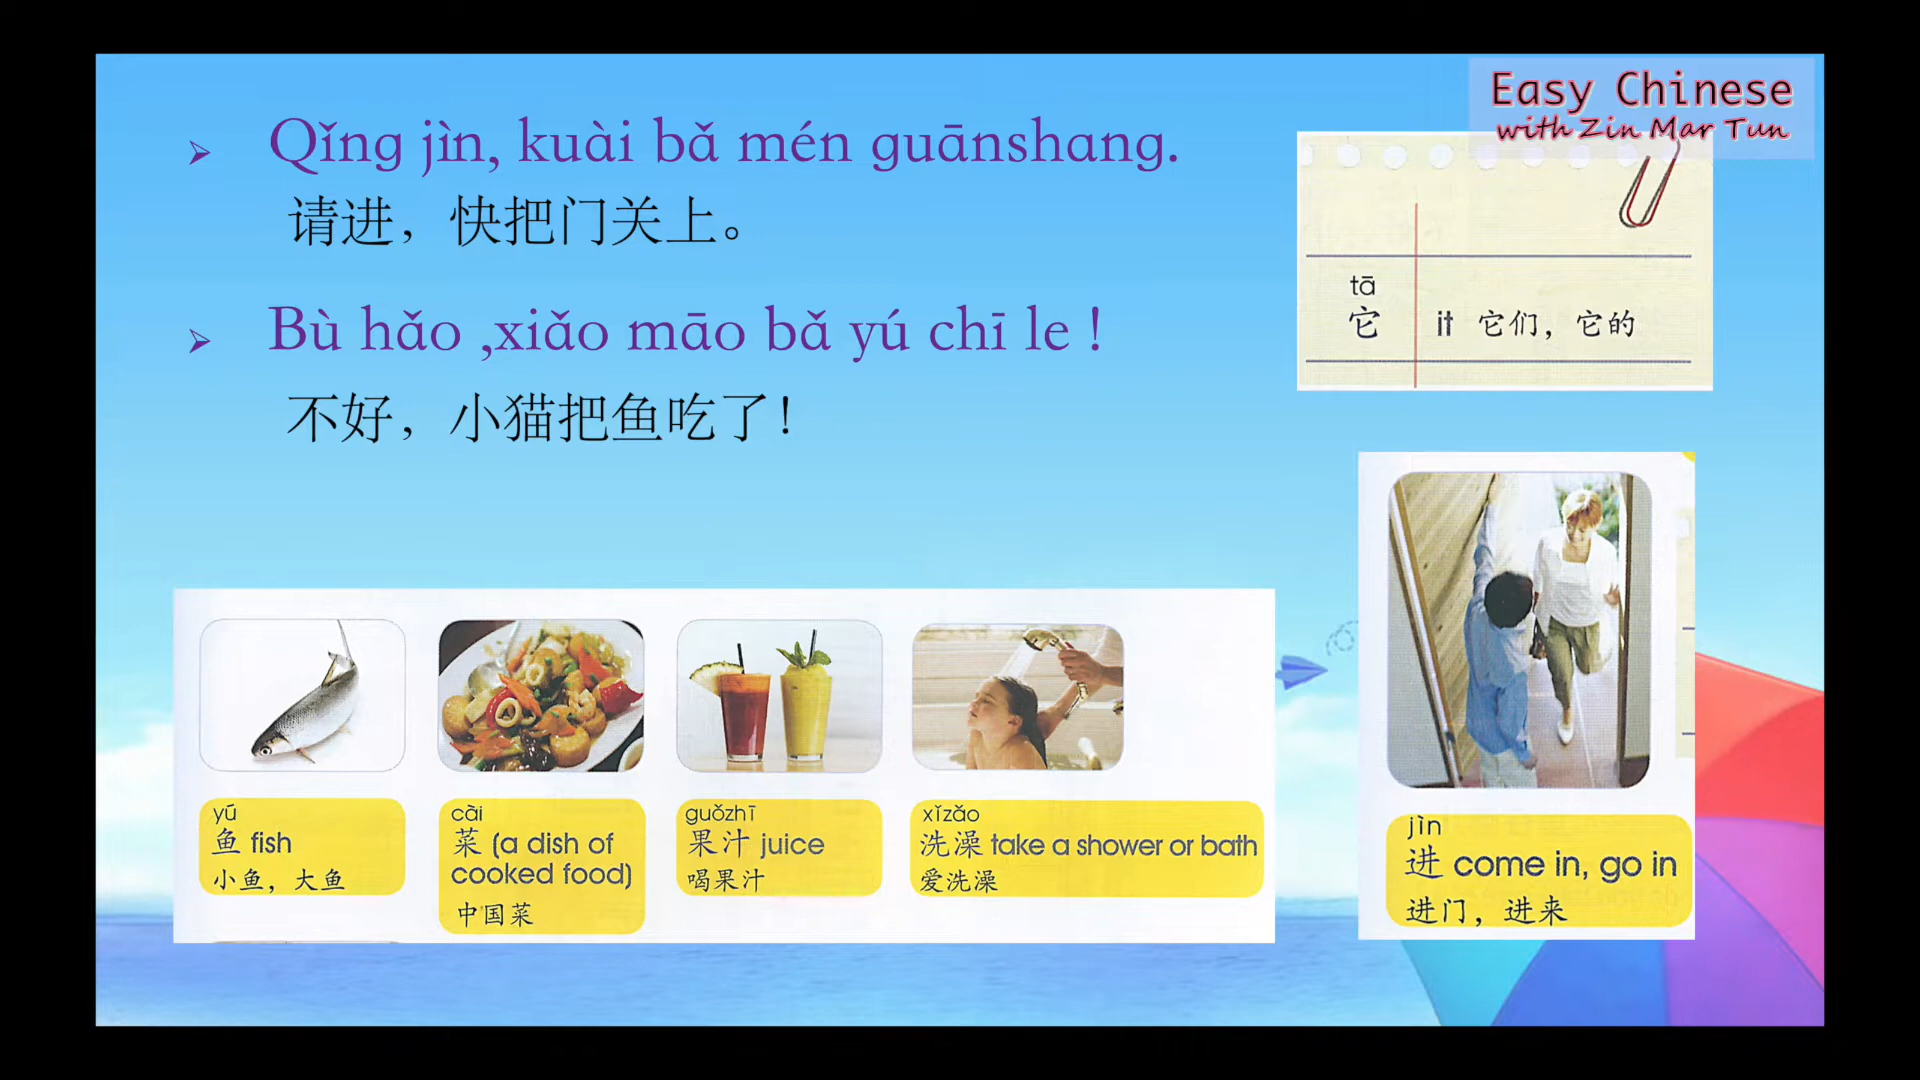 Easy Chinese
with Zin Mar Tun
Qǐng jìn, kuài bǎ mén guānshang.
请进，快把门关上。
Bù hǎo ,xiǎo māo bǎ yú chī le !
不好，小猫把鱼吃了！
tā
它 it 它们，它的
yú
鱼 fish
小鱼，大鱼
cài
菜 (a dish of
cooked food)
中国菜
guǒzhī
果汁 juice
喝果汁
xǐzǎo
洗澡 take a shower or bath
爱洗澡
jìn
进 come in, go in
进门，进来